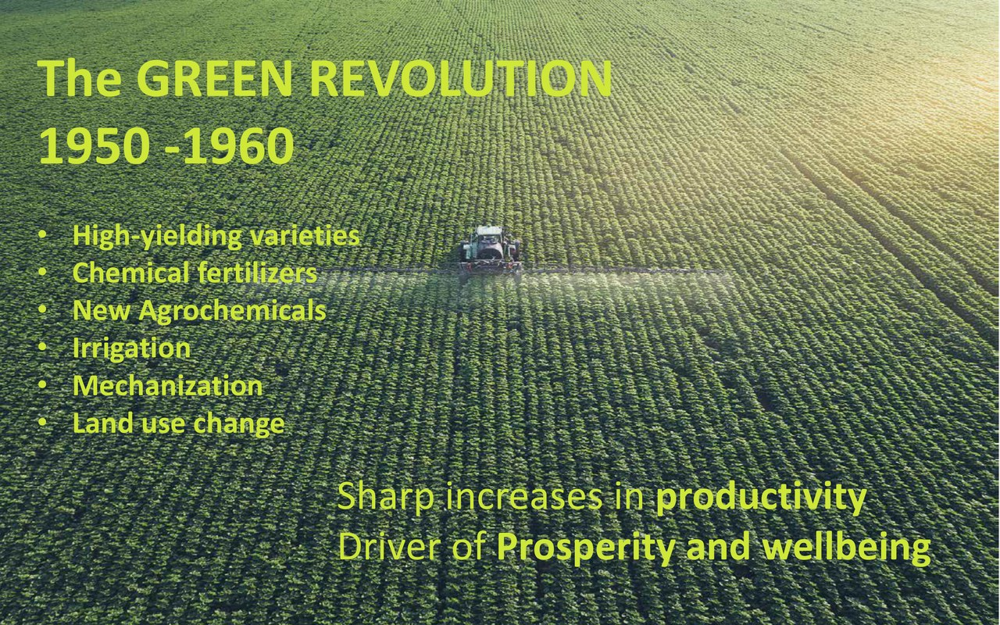 The GREEN REVOLUTION
1950 -1960
• High-yielding varieties
• Chemical fertilizers
• New Agrochemicals
• Irrigation
• Mechanization
• Land use change
Sharp increases in productivity
Driver of Prosperity and wellbeing